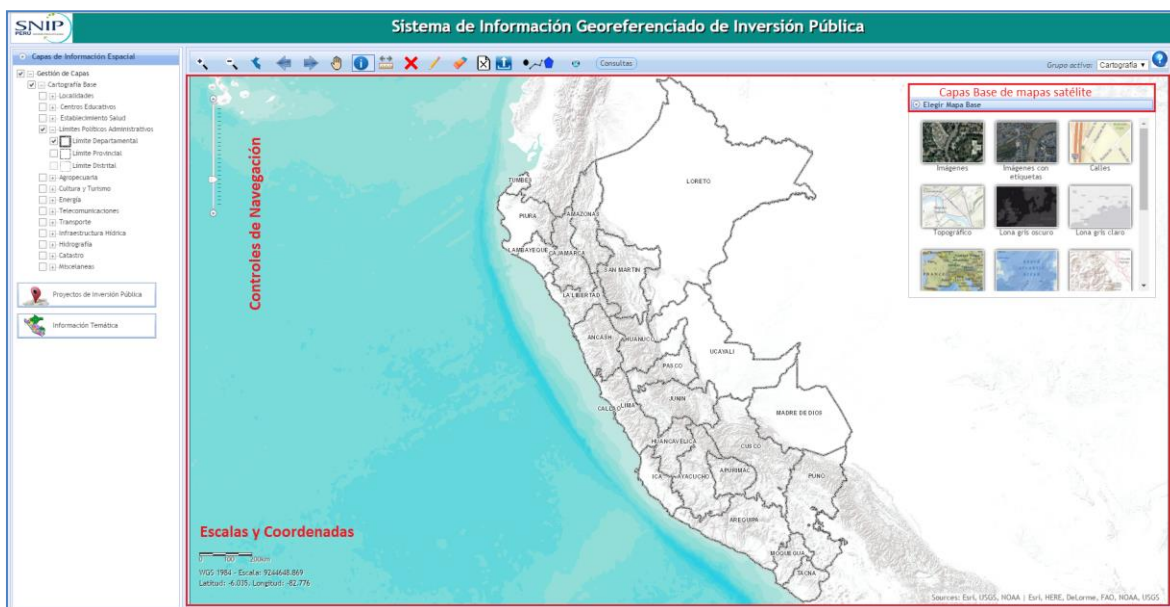 SNIP
PERU
Sistema de Información Georeferenciado de Inversión Pública
Capas de Información Espacial
Gestión de Capas
Cartografía Base
Localidades
Centros Educativos
Establecimiento Salud
Límites Políticos Administrativos
Límite Departamental
Límite Provincial
Límite Distrital
Agropecuaria
Cultura y Turismo
Energía
Telecomunicaciones
Transporte
Infraestructura Hídrica
Hidrografía
Catastro
Misceláneas
Proyectos de Inversión Pública
Información Temática
Consultas
Grupo activo: Cartografía
Controles de Navegación
Capas Base de mapas satélite
Elegir Mapa Base
Imágenes
Imágenes con etiquetas
Calles
Topográfico
Lona gris oscuro
Lona gris claro
TUMBES
LORETO
PIURA
AMAZONAS
LAMBAYEQUE
CAJAMARCA
SAN MARTIN
LA LIBERTAD
ANCASH
HUANUCO
UCAYALI
PASCO
JUNIN
CALLAO
LIMA
MADRE DE DIOS
HUANCAVELICA
CUSCO
ICA
AYACUCHO
APURIMAC
PUNO
AREQUIPA
MOQUEGUA
TACNA
Escalas y Coordenadas
0 100 200km
WGS 1984 - Escala: 9244648.869
Latitud: -6.035, Longitud: -82.776
Sources: Esri, USGS, NOAA | Esri, HERE, DeLorme, FAO, NOAA, USGS